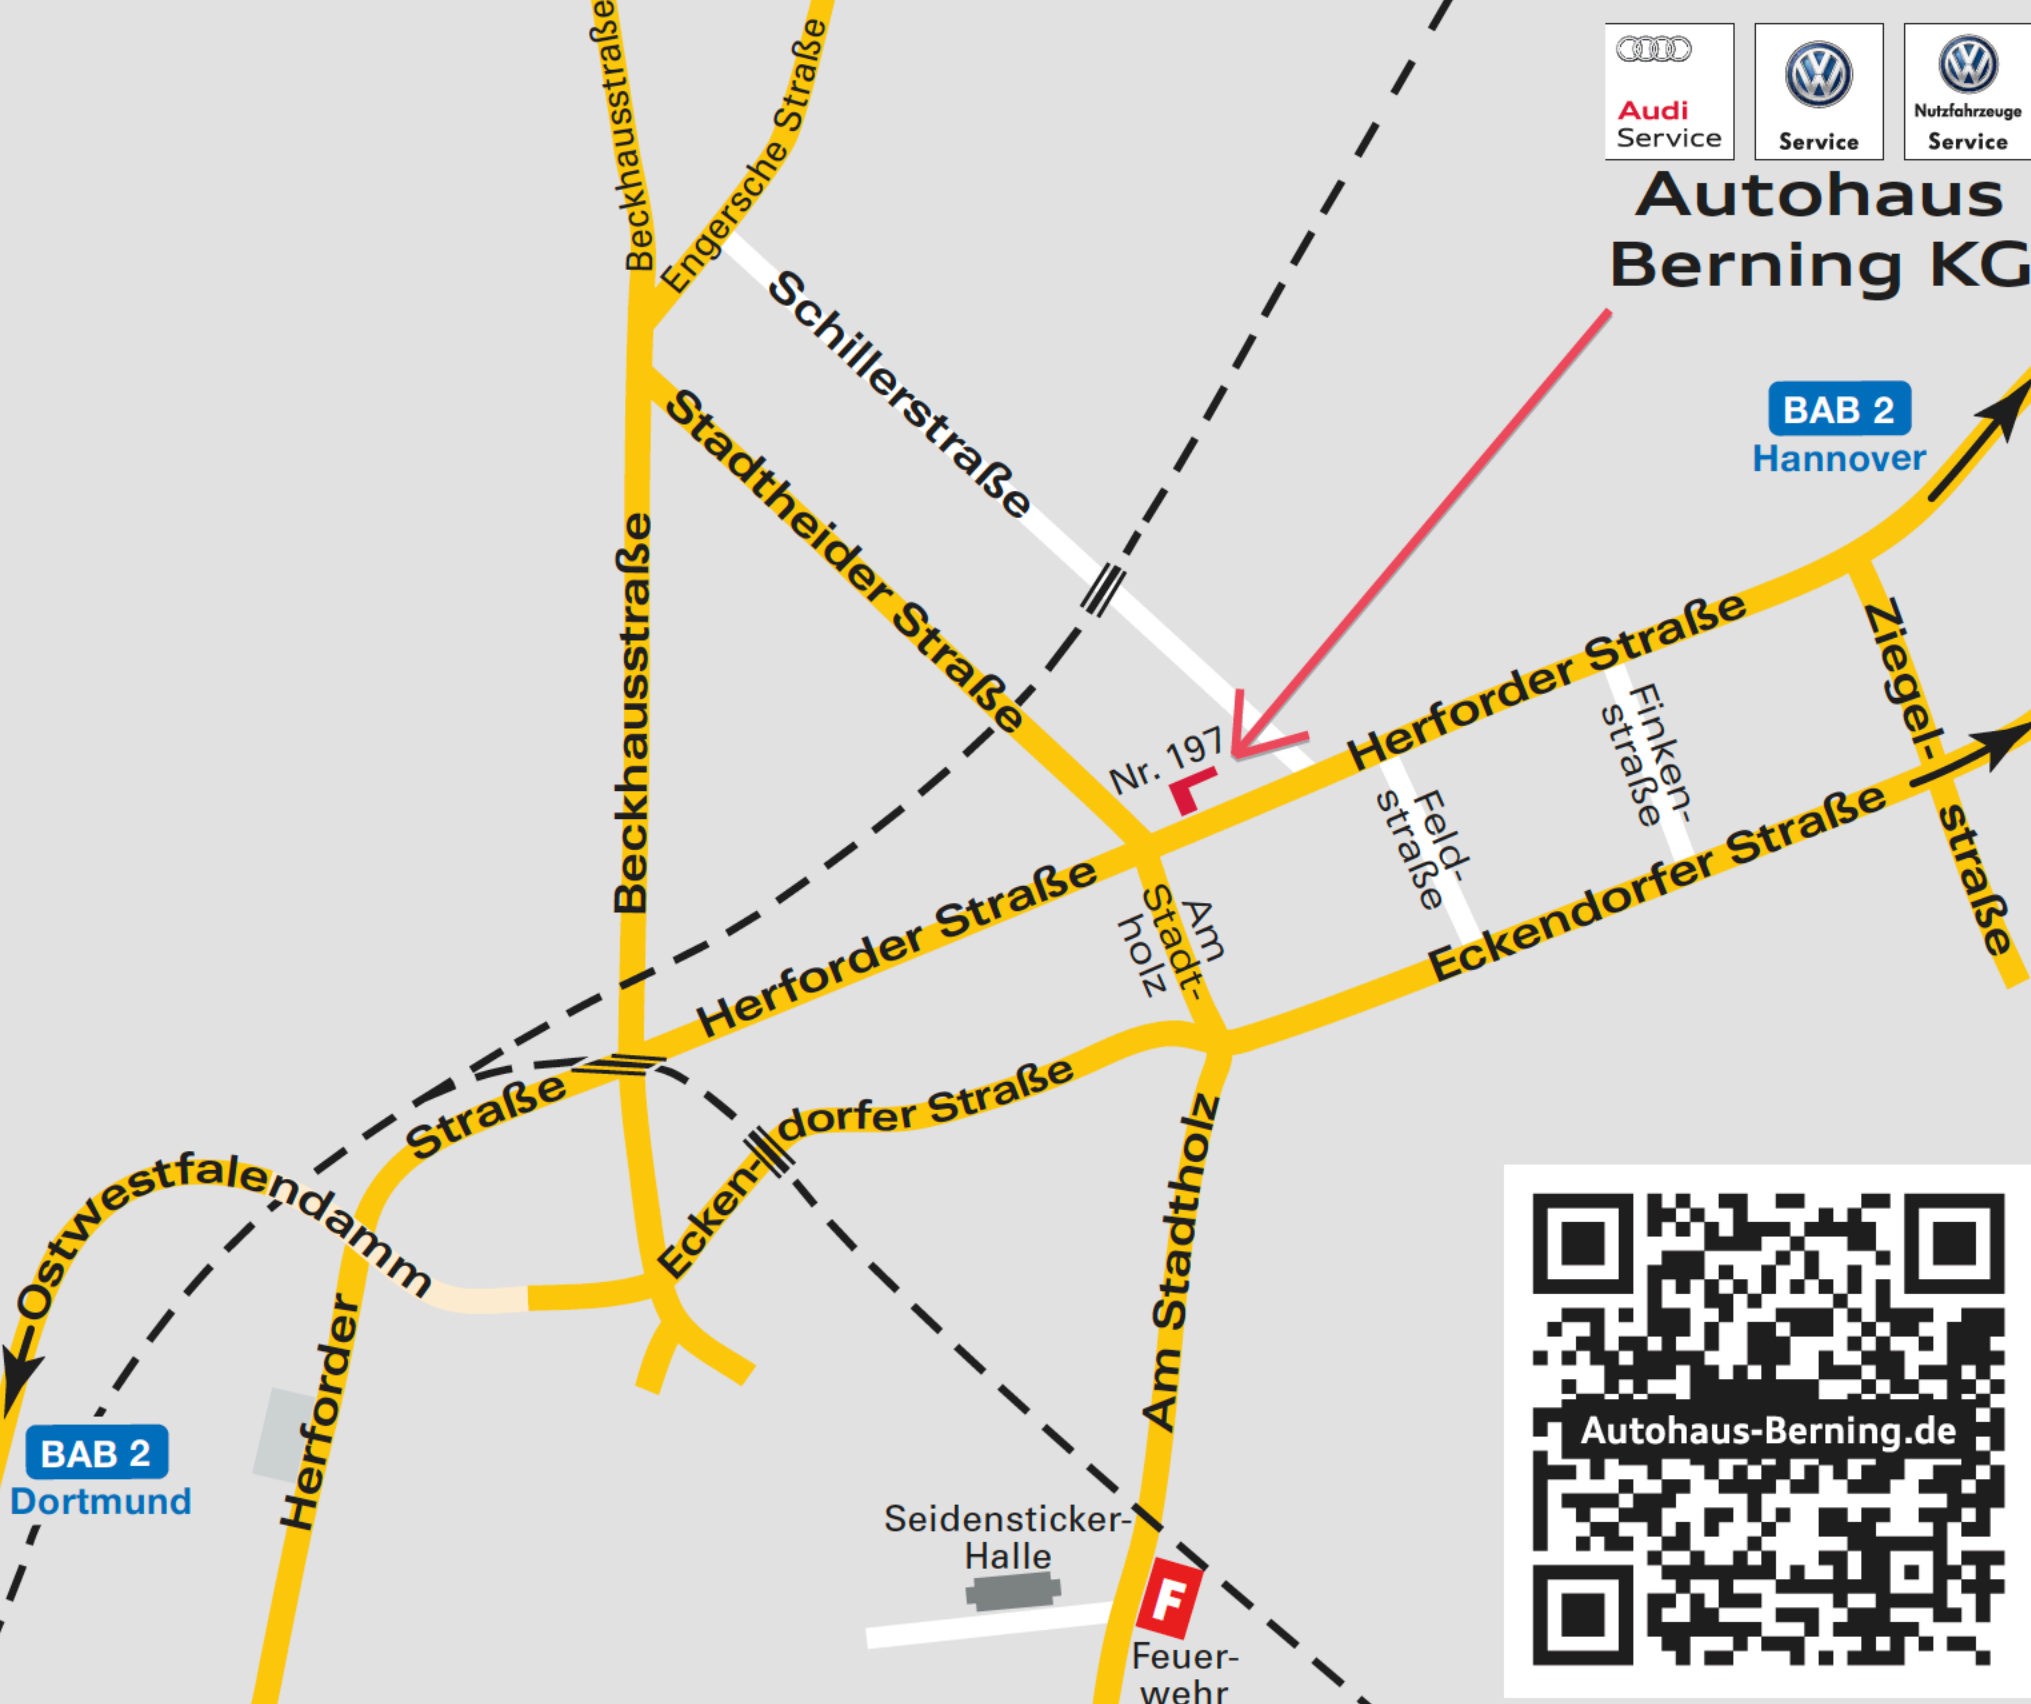 Beckhausstraße
Engersche Straße
Audi
Service
Service
Nutzfahrzeuge
Service
Autohaus
Berning KG
Schillerstraße
Stadtheider Straße
BAB 2
Hannover
Beckhausstraße
Nr. 197
Herforder Straße
Finken-
straße
Ziegel-
straße
Feld-
straße
Herforder Straße
Am
Stadt-
holz
Eckendorfer Straße
Straße
Ecken-
dorfer Straße
Ostwestfalendamm
Herforder
Am Stadtholz
BAB 2
Dortmund
Autohaus-Berning.de
Seidensticker-
Halle
F
Feuer-
wehr